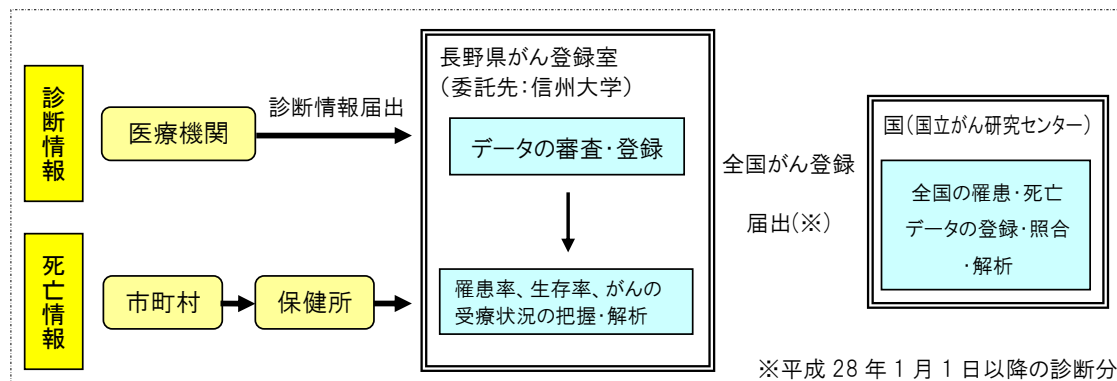 診断情報
医療機関
診断情報届出
長野県がん登録室
（委託先：信州大学）
データの審査・登録
全国がん登録
届出(※)
国（国立がん研究センター）
全国の罹患・死亡
データの登録・照合
・解析
死亡情報
市町村
保健所
罹患率、生存率、がんの
受療状況の把握・解析
※平成 28 年 1 月 1 日以降の診断分